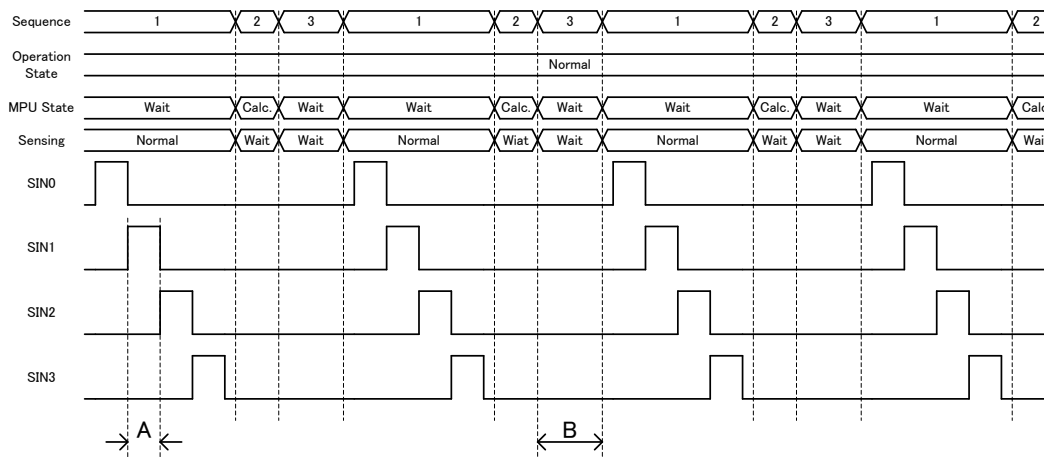 Sequence 1 2 3 1 2 3 1 2 3 1 2
Operation
State
Normal
MPU State Wait Calc. Wait Wait Calc. Wait Wait Calc. Wait Wait Calc
Sensing Normal Wait Wait Normal Wiat Wait Normal Wait Wait Normal Wai
SIN0
SIN1
SIN2
SIN3
A B